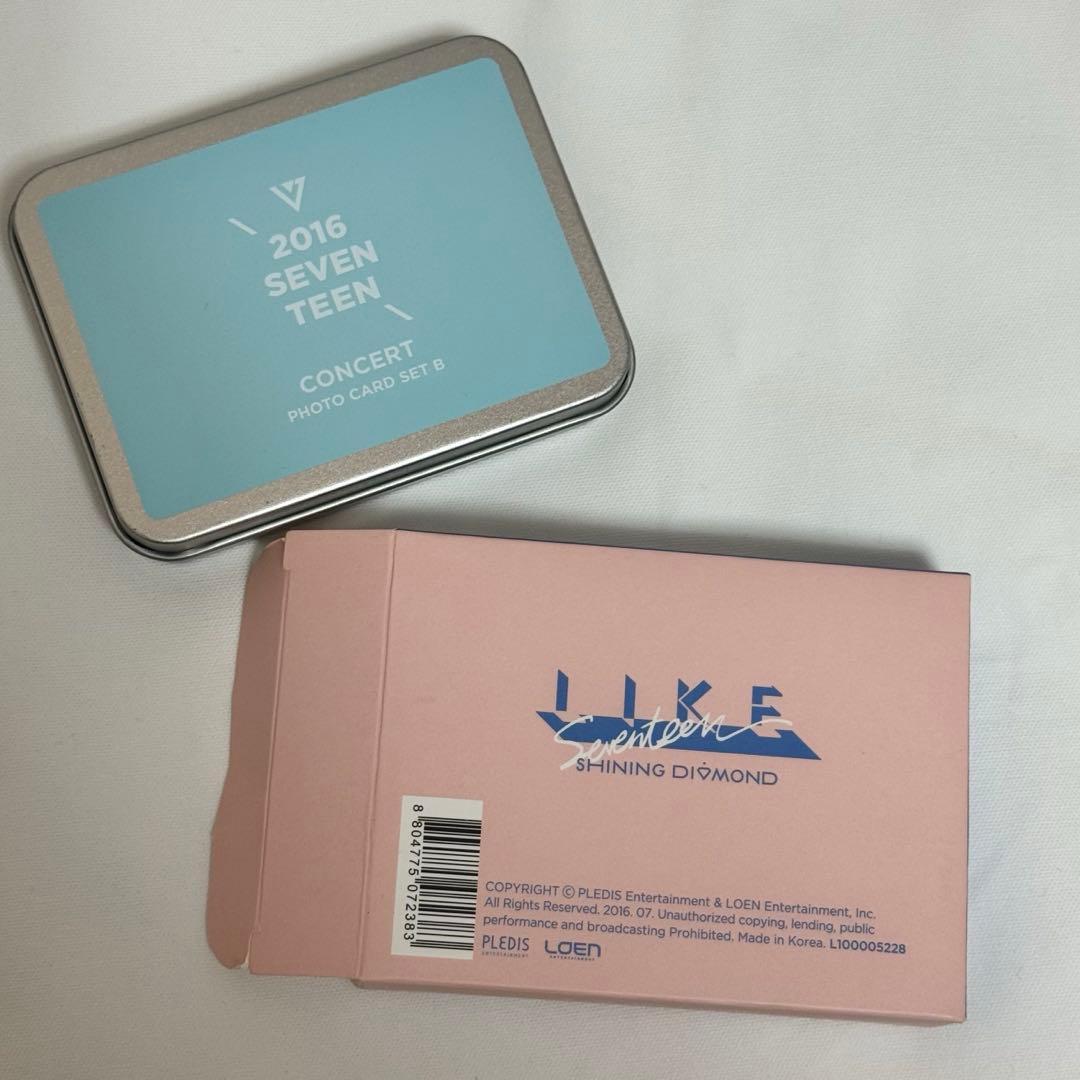 2016
SEVEN
TEEN
CONCERT
PHOTO CARD SET B
LIKE
Seventeen
SHINING DIAMOND
8 804775 072383
COPYRIGHT © PLEDIS Entertainment & LOEN Entertainment, Inc.
All Rights Reserved. 2016. 07. Unauthorized copying, lending, public
performance and broadcasting Prohibited. Made in Korea. L100005228
PLEDIS LOEN
ENTERTAINMENT ENTERTAINMENT